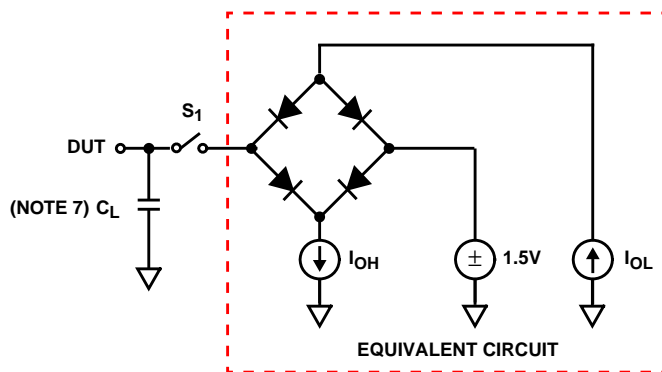 S1
DUT
(NOTE 7) CL
IOH
± 1.5V
IOL
EQUIVALENT CIRCUIT